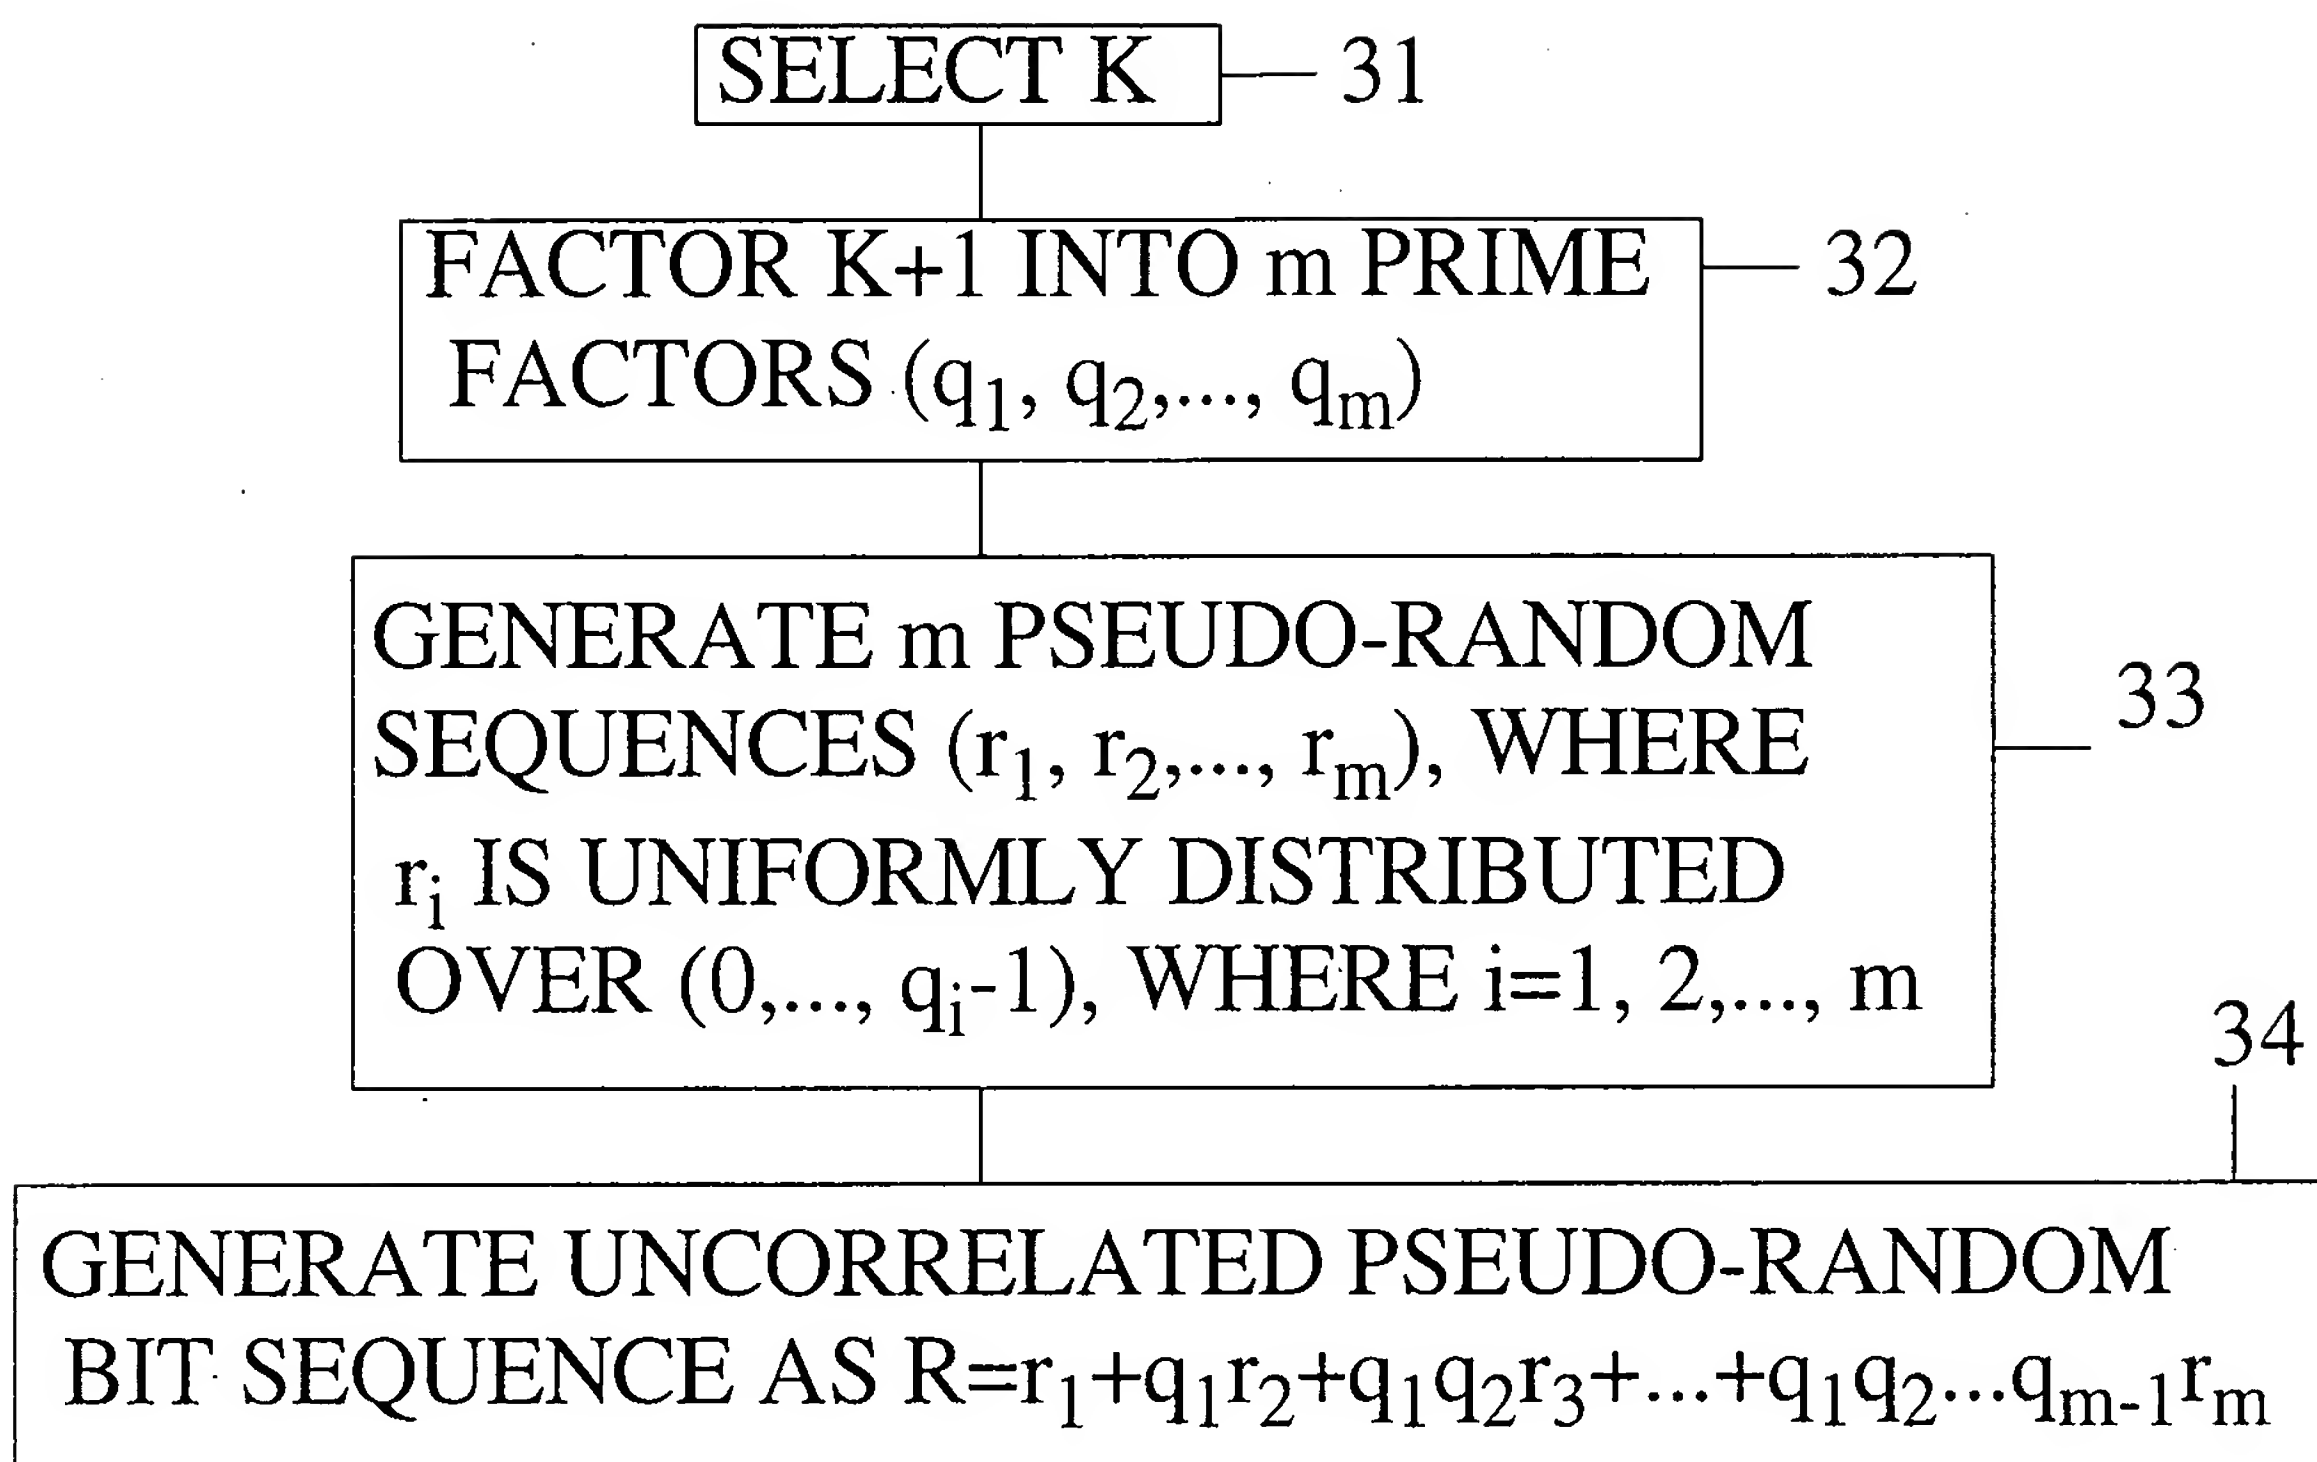 SELECT K
31
FACTOR K+1 INTO m PRIME
FACTORS (q₁, q₂,..., qₘ)
32
GENERATE m PSEUDO-RANDOM
SEQUENCES (r₁, r₂,..., rₘ), WHERE
rᵢ IS UNIFORMLY DISTRIBUTED
OVER (0,..., qᵢ-1), WHERE i=1, 2,..., m
33
34
GENERATE UNCORRELATED PSEUDO-RANDOM
BIT SEQUENCE AS R=r₁+q₁r₂+q₁q₂r₃+...+q₁q₂...qₘ₋₁rₘ